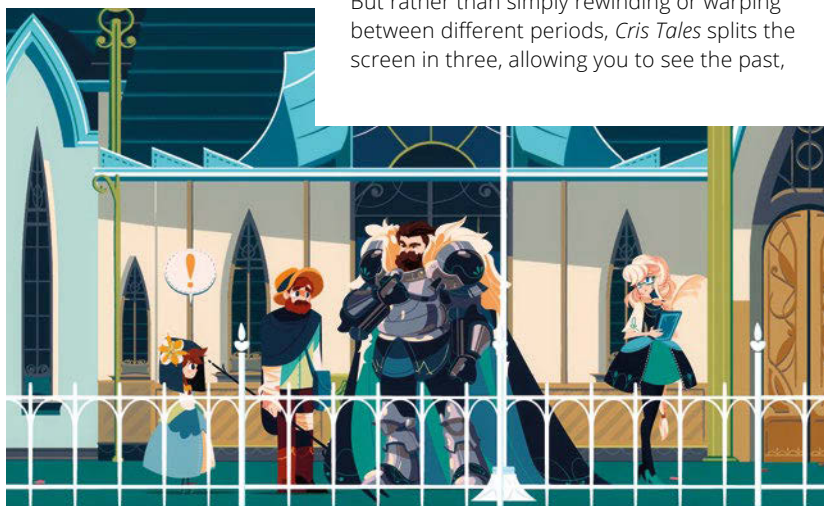 But rather than simply rewinding or warping
between different periods, Cris Tales splits the
screen in three, allowing you to see the past,
!